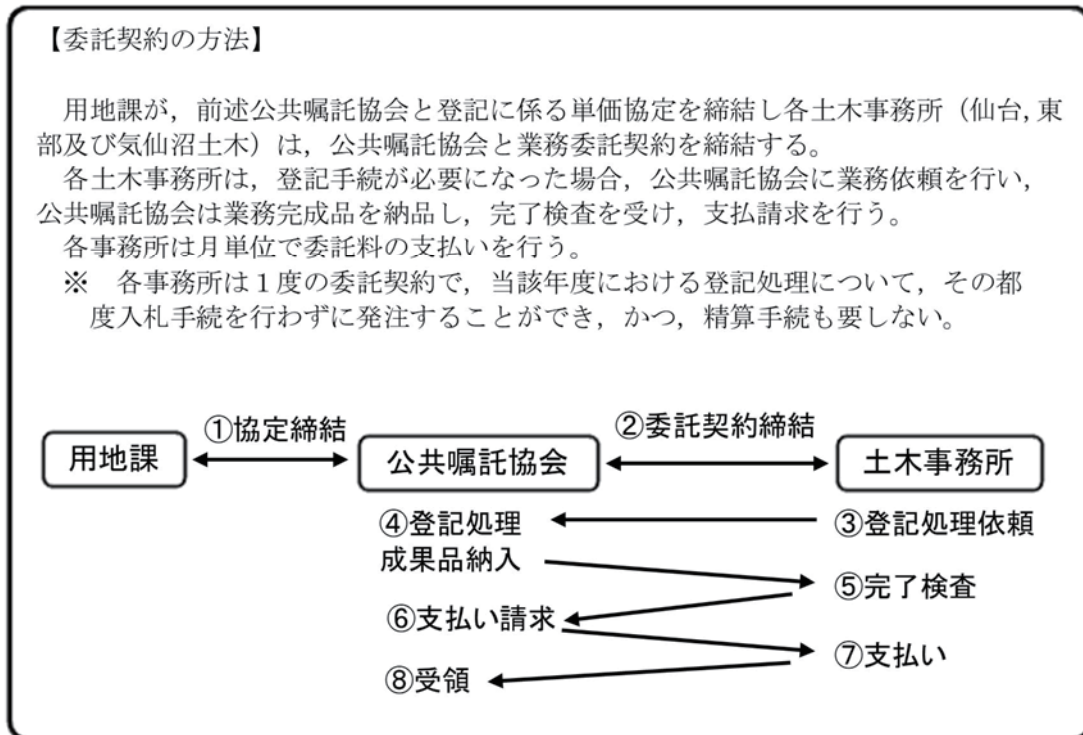 【委託契約の方法】
用地課が，前述公共嘱託協会と登記に係る単価協定を締結し各土木事務所（仙台，東
部及び気仙沼土木）は，公共嘱託協会と業務委託契約を締結する。
各土木事務所は，登記手続が必要になった場合，公共嘱託協会に業務依頼を行い，
公共嘱託協会は業務完成品を納品し，完了検査を受け，支払請求を行う。
各事務所は月単位で委託料の支払いを行う。
※　各事務所は１度の委託契約で，当該年度における登記処理について，その都
度入札手続を行わずに発注することができ，かつ，精算手続も要しない。
①協定締結
②委託契約締結
用地課
公共嘱託協会
土木事務所
④登記処理
③登記処理依頼
成果品納入
⑤完了検査
⑥支払い請求
⑦支払い
⑧受領